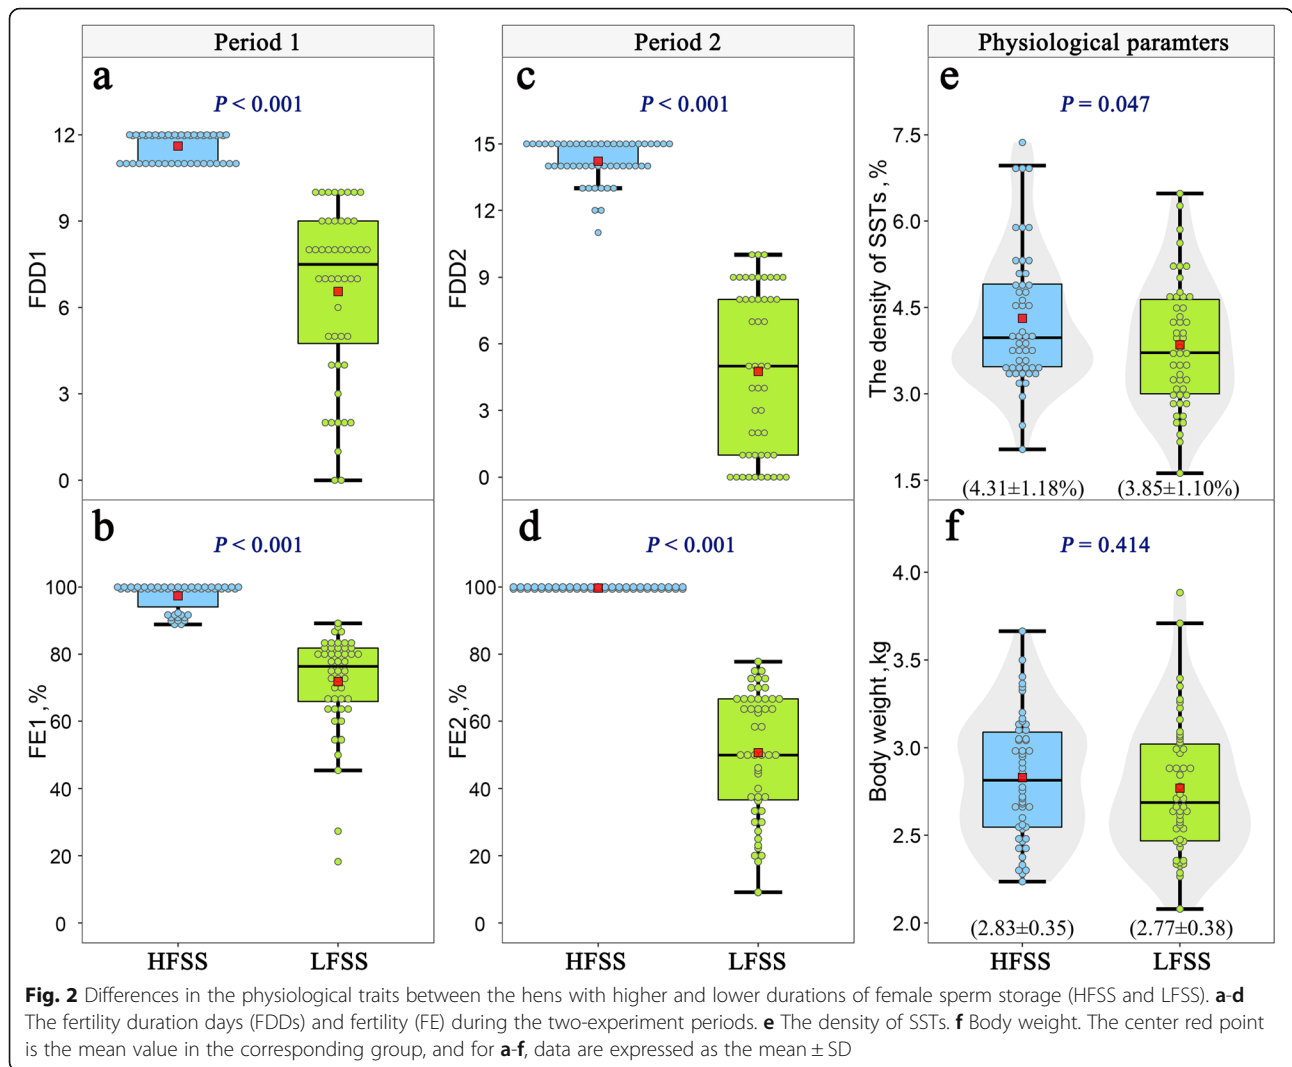 Period 1
Period 2
Physiological paramters
a
P < 0.001
FDD1
12
9
6
3
0
c
P < 0.001
FDD2
15
12
9
6
3
0
e
P = 0.047
The density of SSTs , %
7.5
6.0
4.5
3.0
1.5
(4.31±1.18%)
(3.85±1.10%)
b
P < 0.001
FE1 , %
100
80
60
40
20
0
HFSS
LFSS
d
P < 0.001
FE2 , %
100
80
60
40
20
0
HFSS
LFSS
f
P = 0.414
Body weight ,kg
4.0
3.5
3.0
2.5
2.0
(2.83±0.35)
(2.77±0.38)
HFSS
LFSS
Fig. 2 Differences in the physiological traits between the hens with higher and lower durations of female sperm storage (HFSS and LFSS). a-d
The fertility duration days (FDDs) and fertility (FE) during the two-experiment periods. e The density of SSTs. f Body weight. The center red point
is the mean value in the corresponding group, and for a-f, data are expressed as the mean ± SD